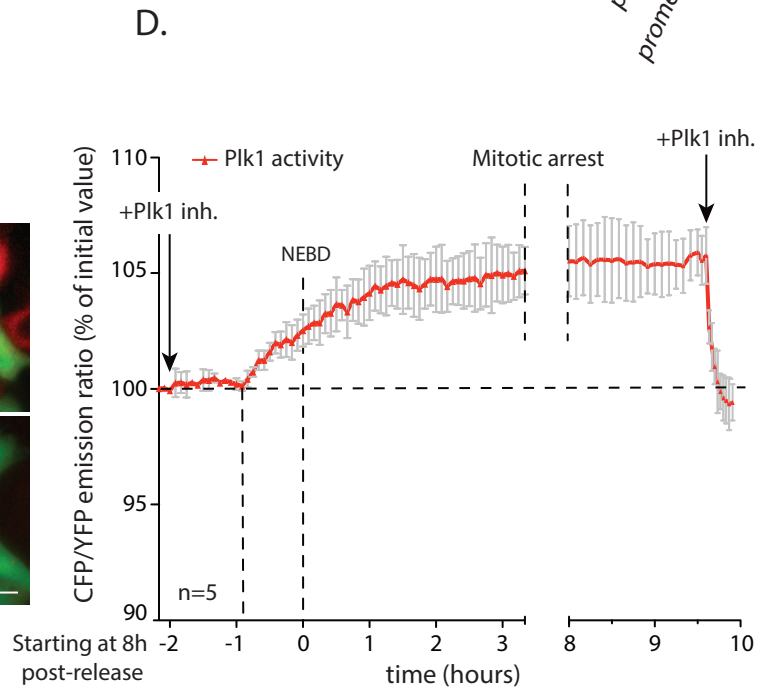 D.
prome
110
Plk1 activity
Mitotic arrest
+Plk1 inh.
+Plk1 inh.
NEBD
105
100
95
90
CFP/YFP emission ratio (% of initial value)
n=5
Starting at 8h
post-release
-2 -1 0 1 2 3 8 9 10
time (hours)